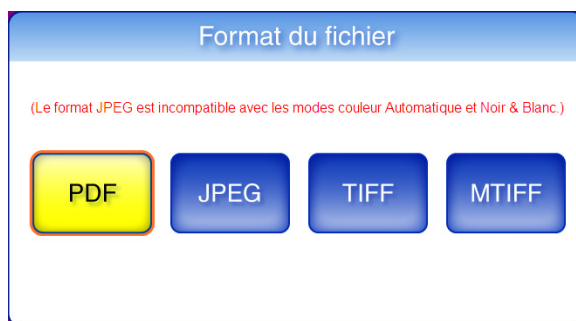 Format du fichier
(Le format JPEG est incompatible avec les modes couleur Automatique et Noir & Blanc.)
PDF JPEG TIFF MTIFF